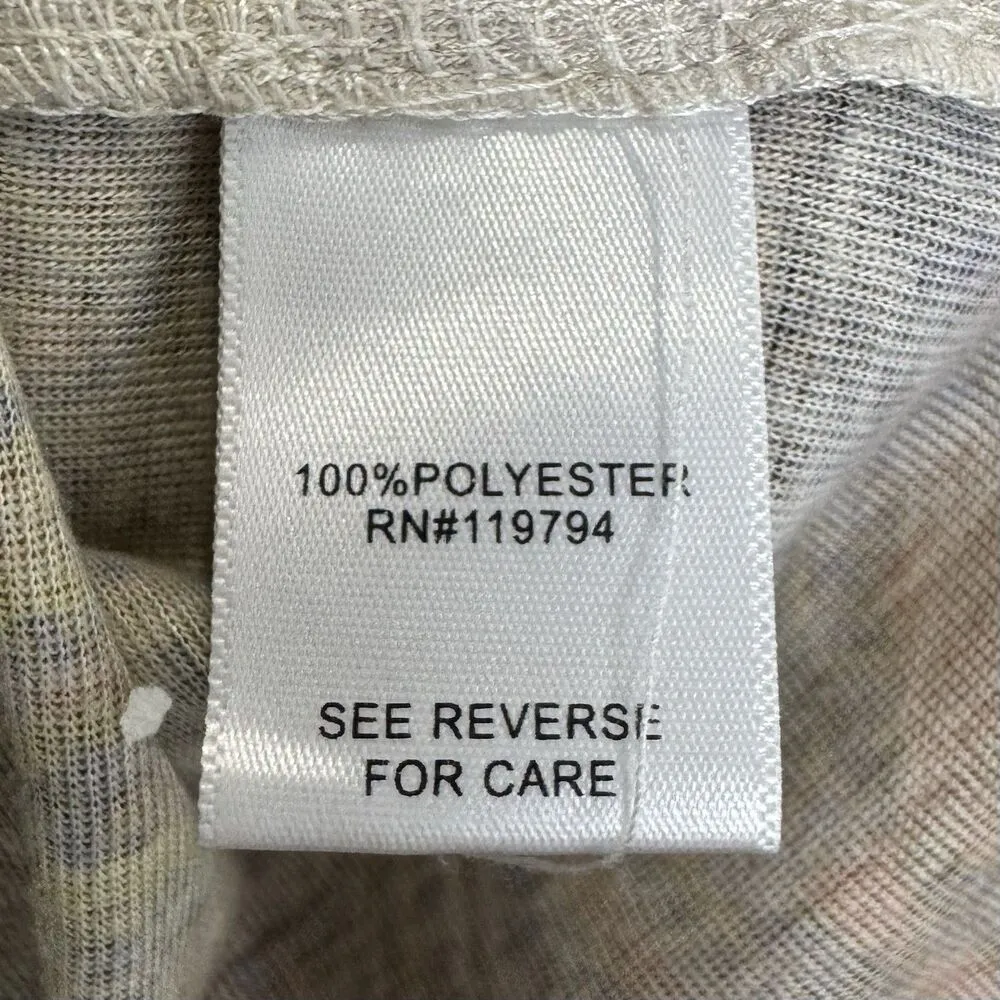 100%POLYESTER
RN#119794
SEE REVERSE
FOR CARE